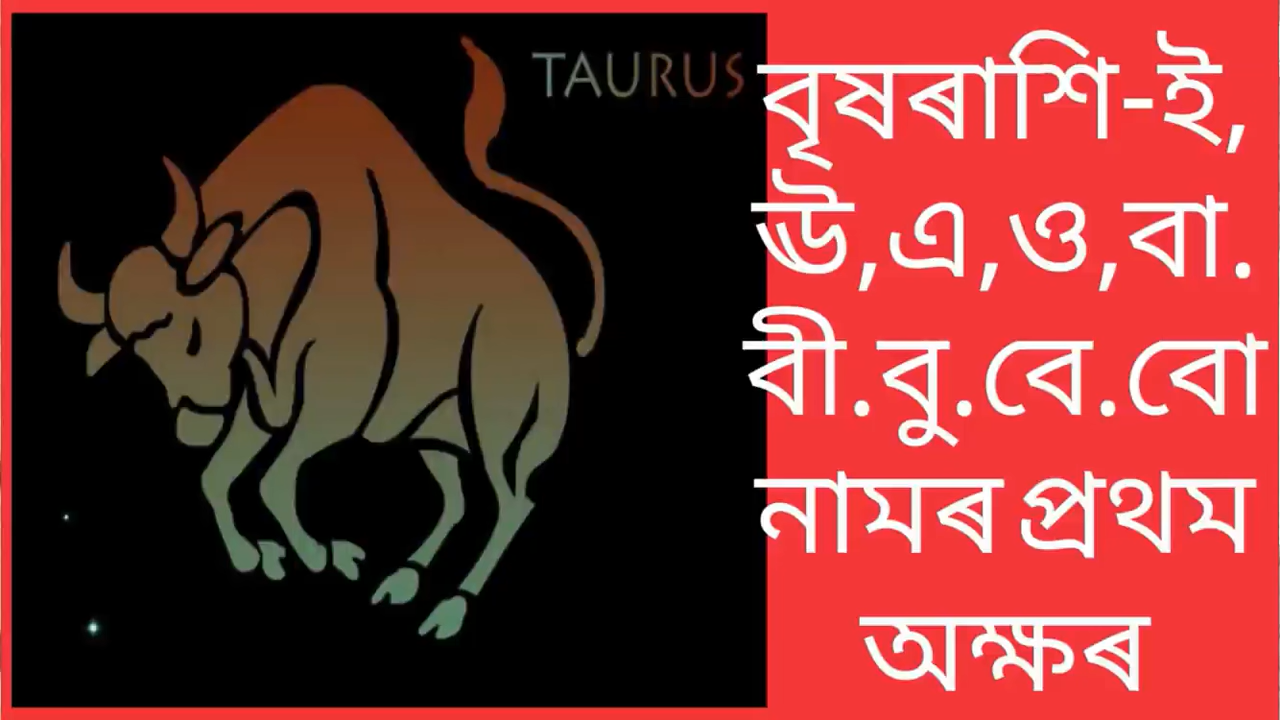 TAURUS
বৃষৰাশি-ই,
ঊ,এ,ও,বা.
বী.বু.বে.বো
নামৰ প্ৰথম
অক্ষৰ